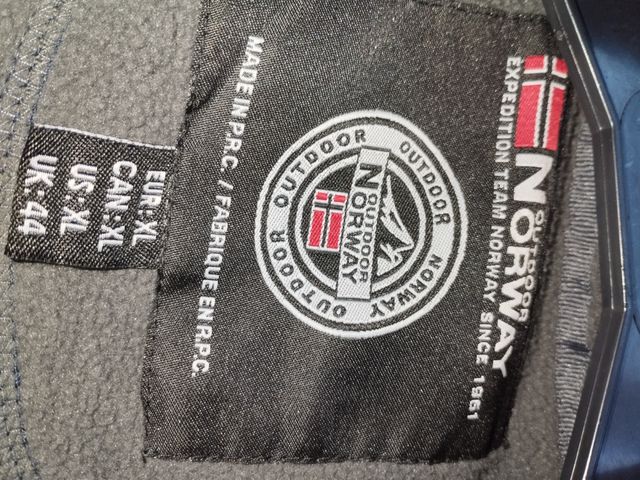 OUTDOOR
NORWAY
EXPEDITION TEAM NORWAY SINCE 1961
OUTDOOR OUTDOOR NORWAY OUTDOOR
OUTDOOR
NORWAY
MADE IN P.R.C. / FABRIQUE EN R.P.C.
EUR:XL
CAN:XL
US:XL
UK:44